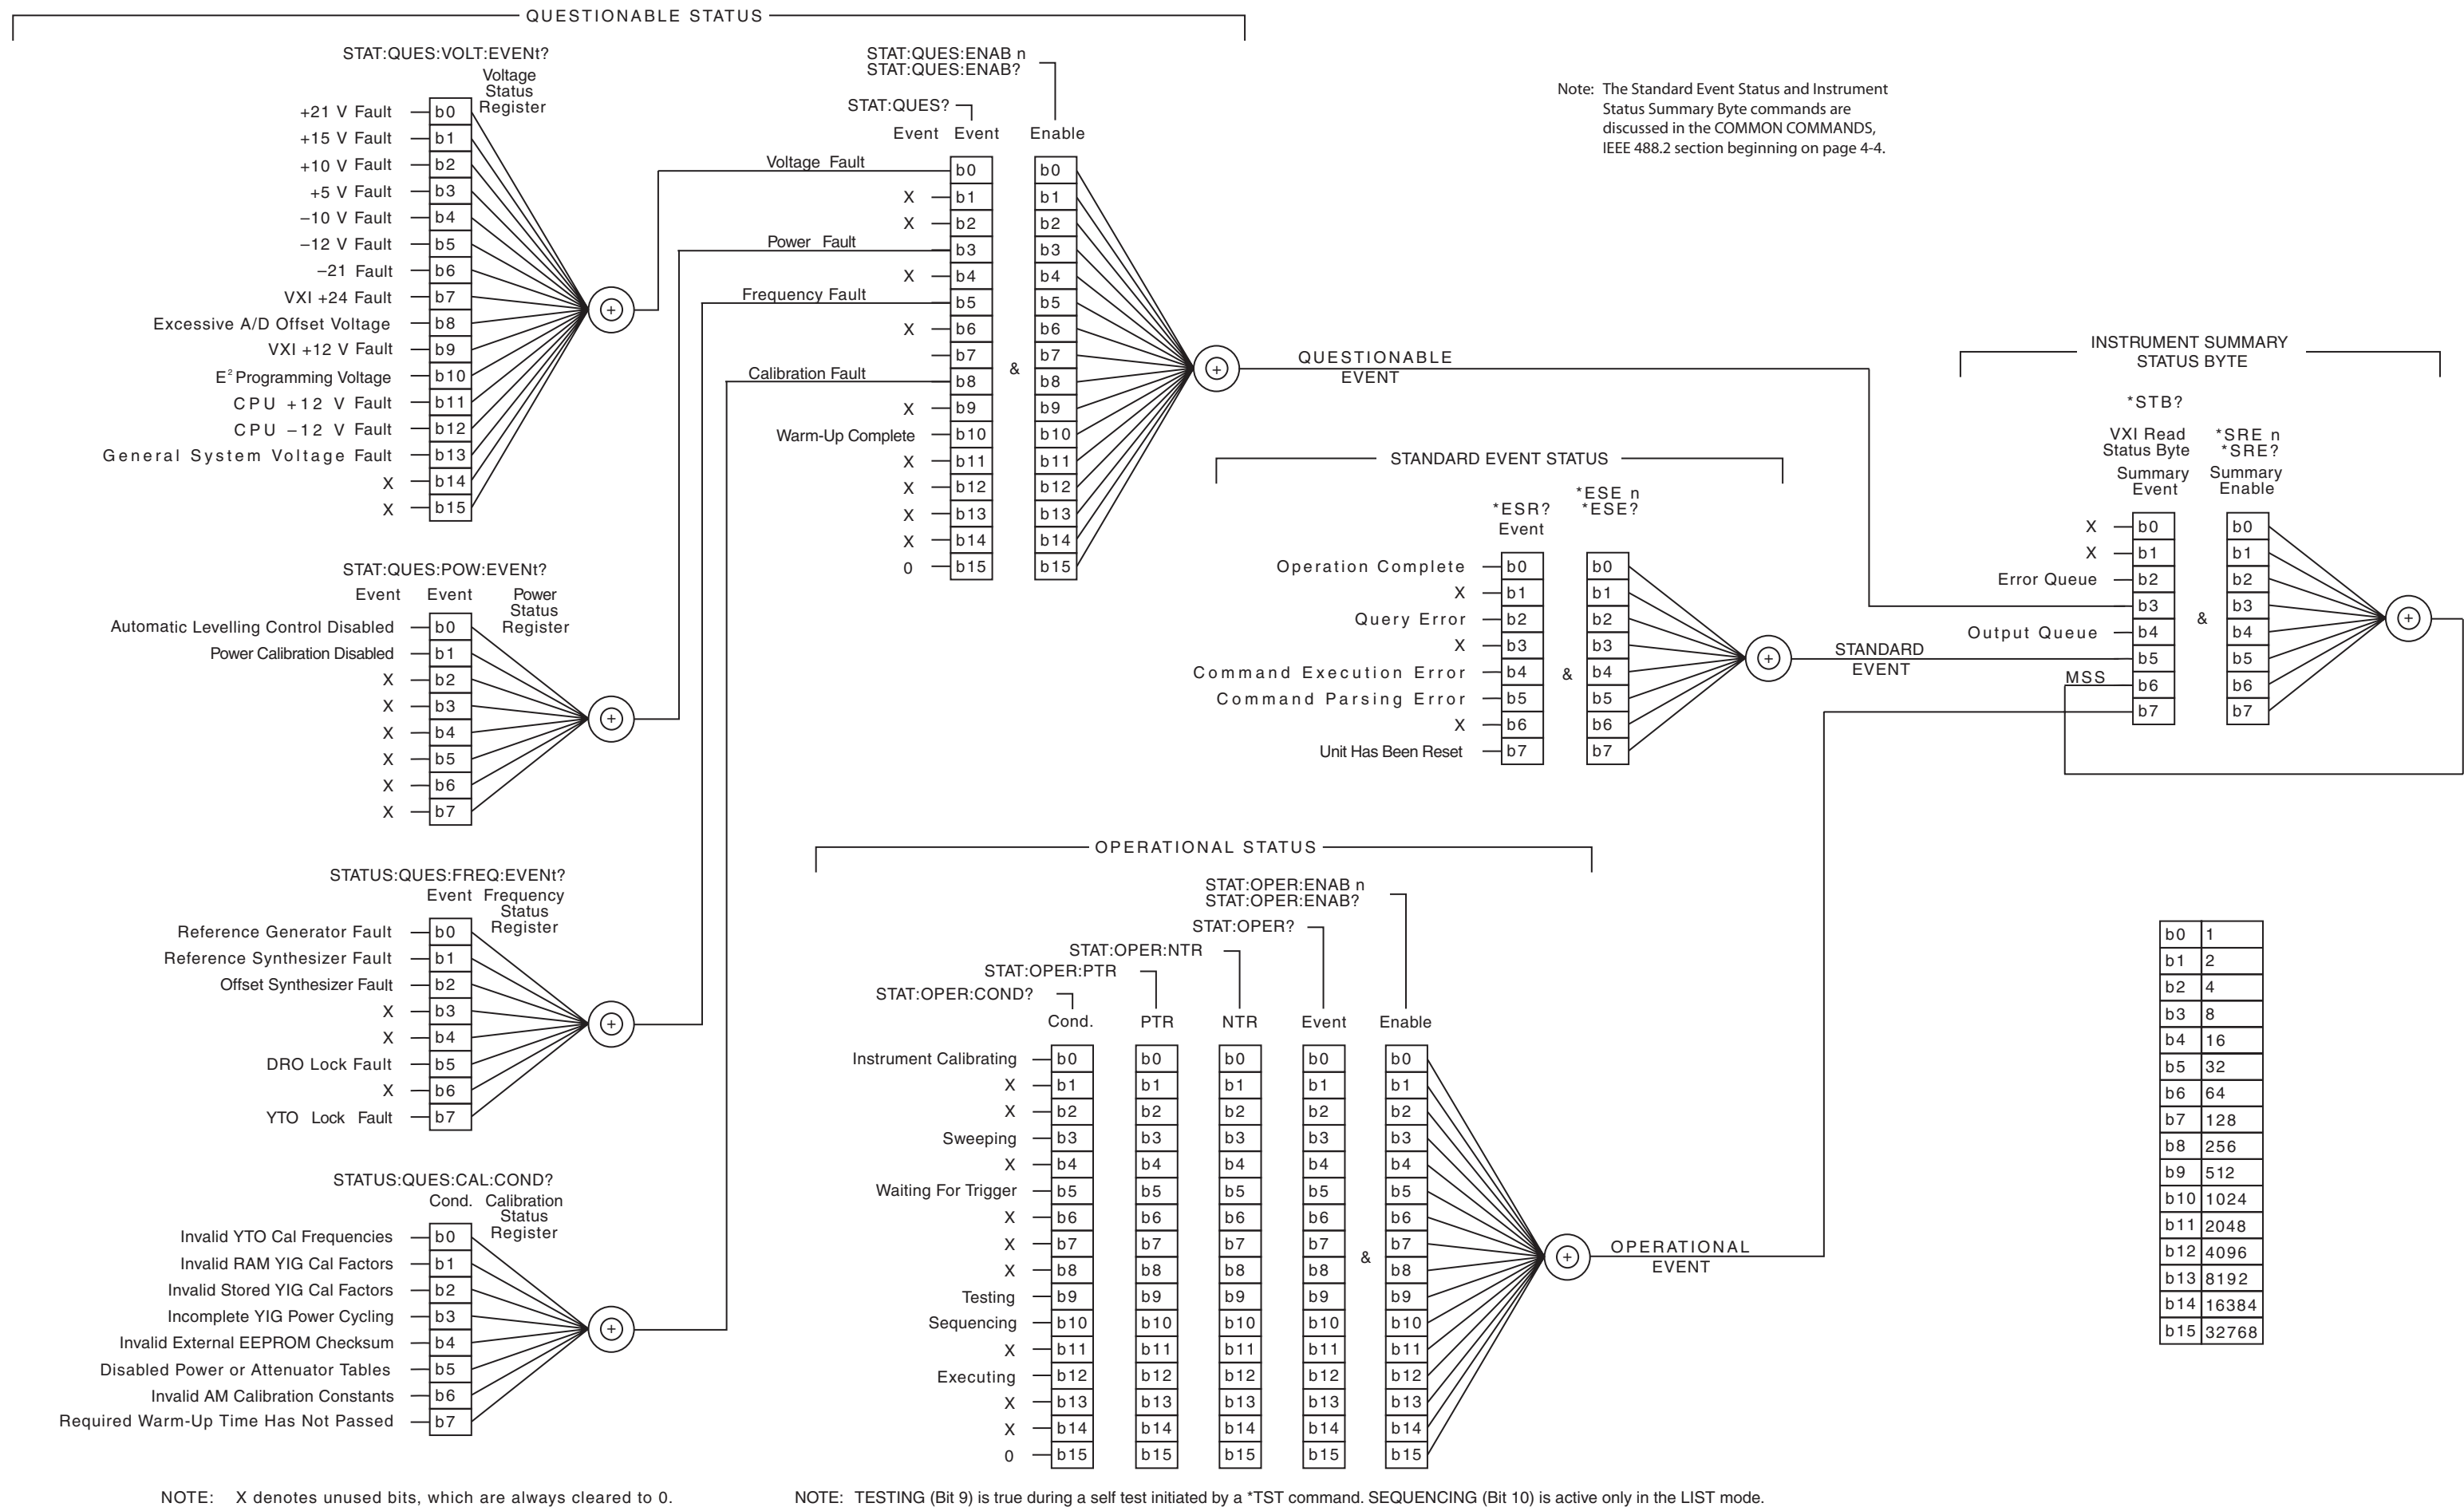 QUESTIONABLE STATUS
STAT:QUES:VOLT:EVENt?
Voltage
Status
Register
+21 V Fault b0
+15 V Fault b1
+10 V Fault b2
+5 V Fault b3
–10 V Fault b4
–12 V Fault b5
–21 Fault b6
VXI +24 Fault b7
Excessive A/D Offset Voltage b8
VXI +12 V Fault b9
E2 Programming Voltage b10
CPU +12 V Fault b11
CPU –12 V Fault b12
General System Voltage Fault b13
X b14
X b15
+
STAT:QUES:POW:EVENt?
Event Event Power
Status
Register
Automatic Levelling Control Disabled b0
Power Calibration Disabled b1
X b2
X b3
X b4
X b5
X b6
X b7
+
STATUS:QUES:FREQ:EVENt?
Event Frequency
Status
Register
Reference Generator Fault b0
Reference Synthesizer Fault b1
Offset Synthesizer Fault b2
X b3
X b4
DRO Lock Fault b5
X b6
YTO Lock Fault b7
+
STATUS:QUES:CAL:COND?
Cond. Calibration
Status
Register
Invalid YTO Cal Frequencies b0
Invalid RAM YIG Cal Factors b1
Invalid Stored YIG Cal Factors b2
Incomplete YIG Power Cycling b3
Invalid External EEPROM Checksum b4
Disabled Power or Attenuator Tables b5
Invalid AM Calibration Constants b6
Required Warm-Up Time Has Not Passed b7
+
STAT:QUES:ENAB n
STAT:QUES:ENAB?
STAT:QUES?
Event Event Enable
Voltage Fault b0 b0
X b1 b1
X b2 b2
Power Fault b3 b3
X b4 b4
Frequency Fault b5 b5
X b6 b6
b7 b7
&
Calibration Fault b8 b8
X b9 b9
Warm-Up Complete b10 b10
X b11 b11
X b12 b12
X b13 b13
X b14 b14
0 b15 b15
+
QUESTIONABLE
EVENT
Note: The Standard Event Status and Instrument
Status Summary Byte commands are
discussed in the COMMON COMMANDS,
IEEE 488.2 section beginning on page 4-4.
STANDARD EVENT STATUS
*ESE n
*ESR? *ESE?
Event
Operation Complete b0 b0
X b1 b1
Query Error b2 b2
X b3 b3
Command Execution Error b4 & b4
Command Parsing Error b5 b5
X b6 b6
Unit Has Been Reset b7 b7
+
STANDARD
EVENT
INSTRUMENT SUMMARY
STATUS BYTE
*STB?
VXI Read *SRE n
Status Byte *SRE?
Summary Summary
Event Enable
X b0 b0
X b1 b1
Error Queue b2 b2
b3 & b3
Output Queue b4 b4
b5 b5
MSS b6 b6
b7 b7
+
OPERATIONAL STATUS
STAT:OPER:ENAB n
STAT:OPER:ENAB?
STAT:OPER?
STAT:OPER:NTR
STAT:OPER:PTR
STAT:OPER:COND?
Cond. PTR NTR Event Enable
Instrument Calibrating b0 b0 b0 b0 b0
X b1 b1 b1 b1 b1
X b2 b2 b2 b2 b2
Sweeping b3 b3 b3 b3 b3
X b4 b4 b4 b4 b4
Waiting For Trigger b5 b5 b5 b5 b5
X b6 b6 b6 b6 b6
X b7 b7 b7 b7 b7
&
X b8 b8 b8 b8 b8
Testing b9 b9 b9 b9 b9
Sequencing b10 b10 b10 b10 b10
X b11 b11 b11 b11 b11
Executing b12 b12 b12 b12 b12
X b13 b13 b13 b13 b13
X b14 b14 b14 b14 b14
0 b15 b15 b15 b15 b15
+
OPERATIONAL
EVENT
b0 1
b1 2
b2 4
b3 8
b4 16
b5 32
b6 64
b7 128
b8 256
b9 512
b10 1024
b11 2048
b12 4096
b13 8192
b14 16384
b15 32768
NOTE: X denotes unused bits, which are always cleared to 0.
NOTE: TESTING (Bit 9) is true during a self test initiated by a *TST command. SEQUENCING (Bit 10) is active only in the LIST mode.